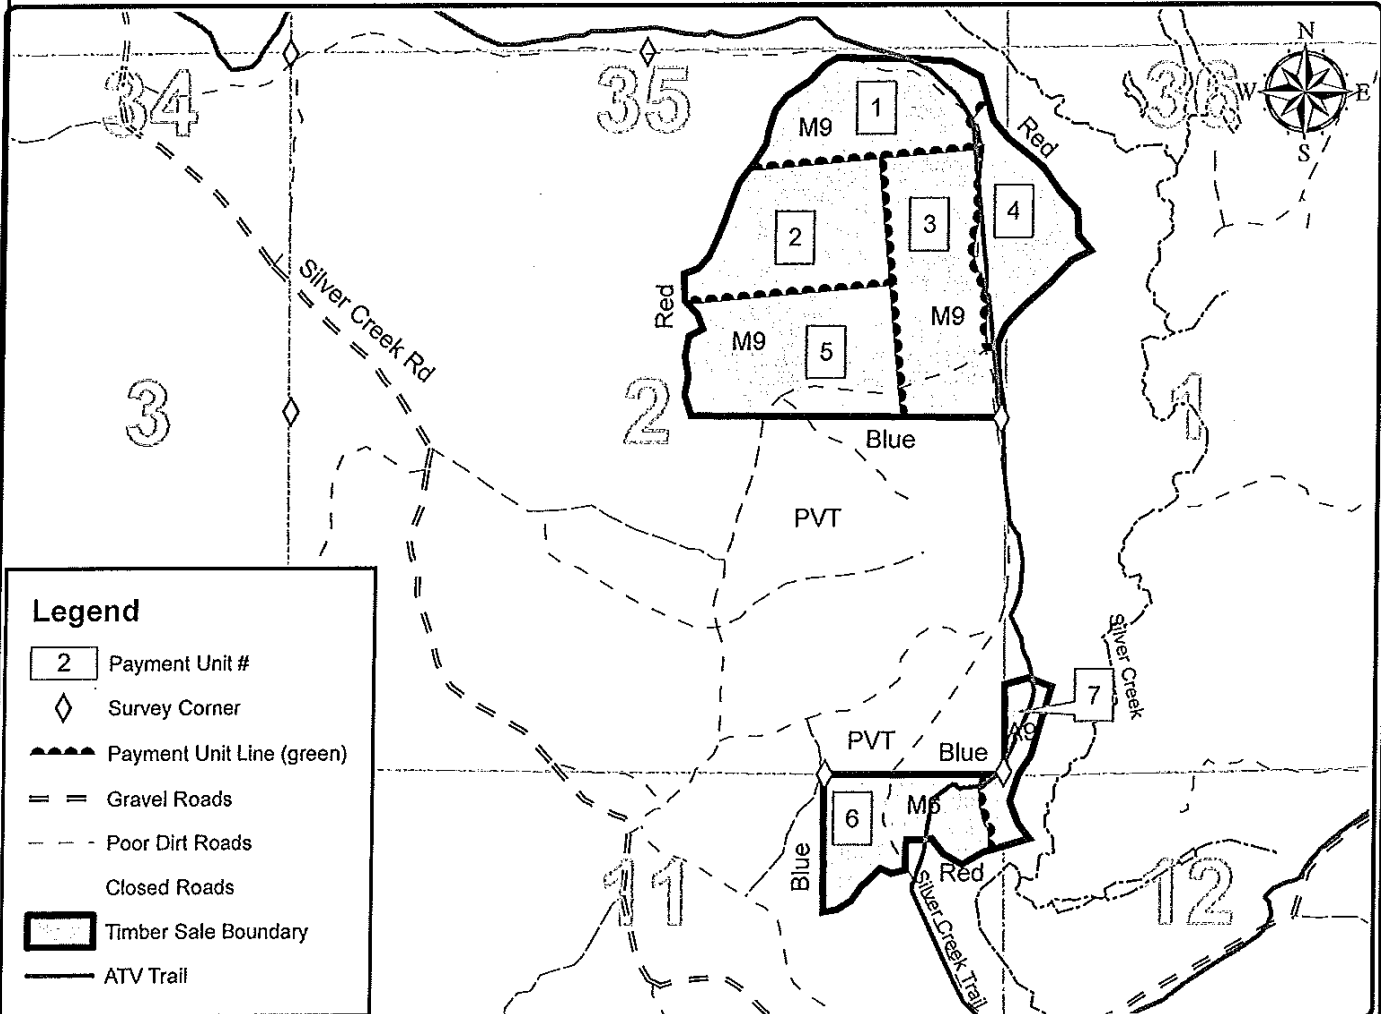 N
W
E
S
34
35
36
1
M9
Red
2
3
4
Red
M9
5
M9
Silver Creek Rd
3
2
1
Blue
PVT
Silver Creek
7
A9
PVT
Blue
6
M6
Blue
Red
11
12
Silver Creek Trail
Legend
2 Payment Unit #
Survey Corner
Payment Unit Line (green)
Gravel Roads
Poor Dirt Roads
Closed Roads
Timber Sale Boundary
ATV Trail